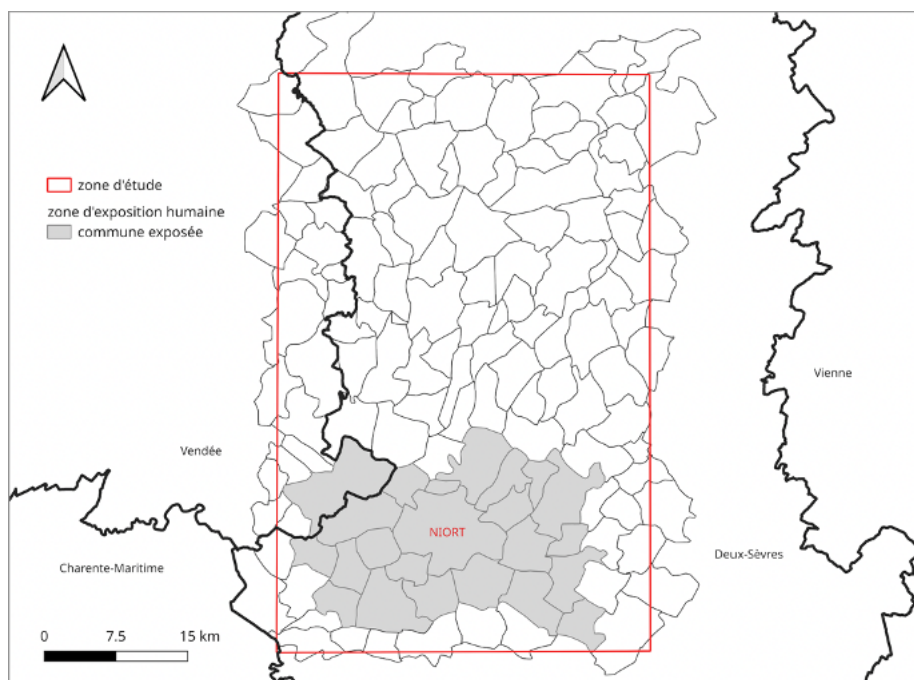 zone d'étude
zone d'exposition humaine
commune exposée
Vienne
Vendée
NIORT
Deux-Sèvres
Charente-Maritime
0 7.5 15 km